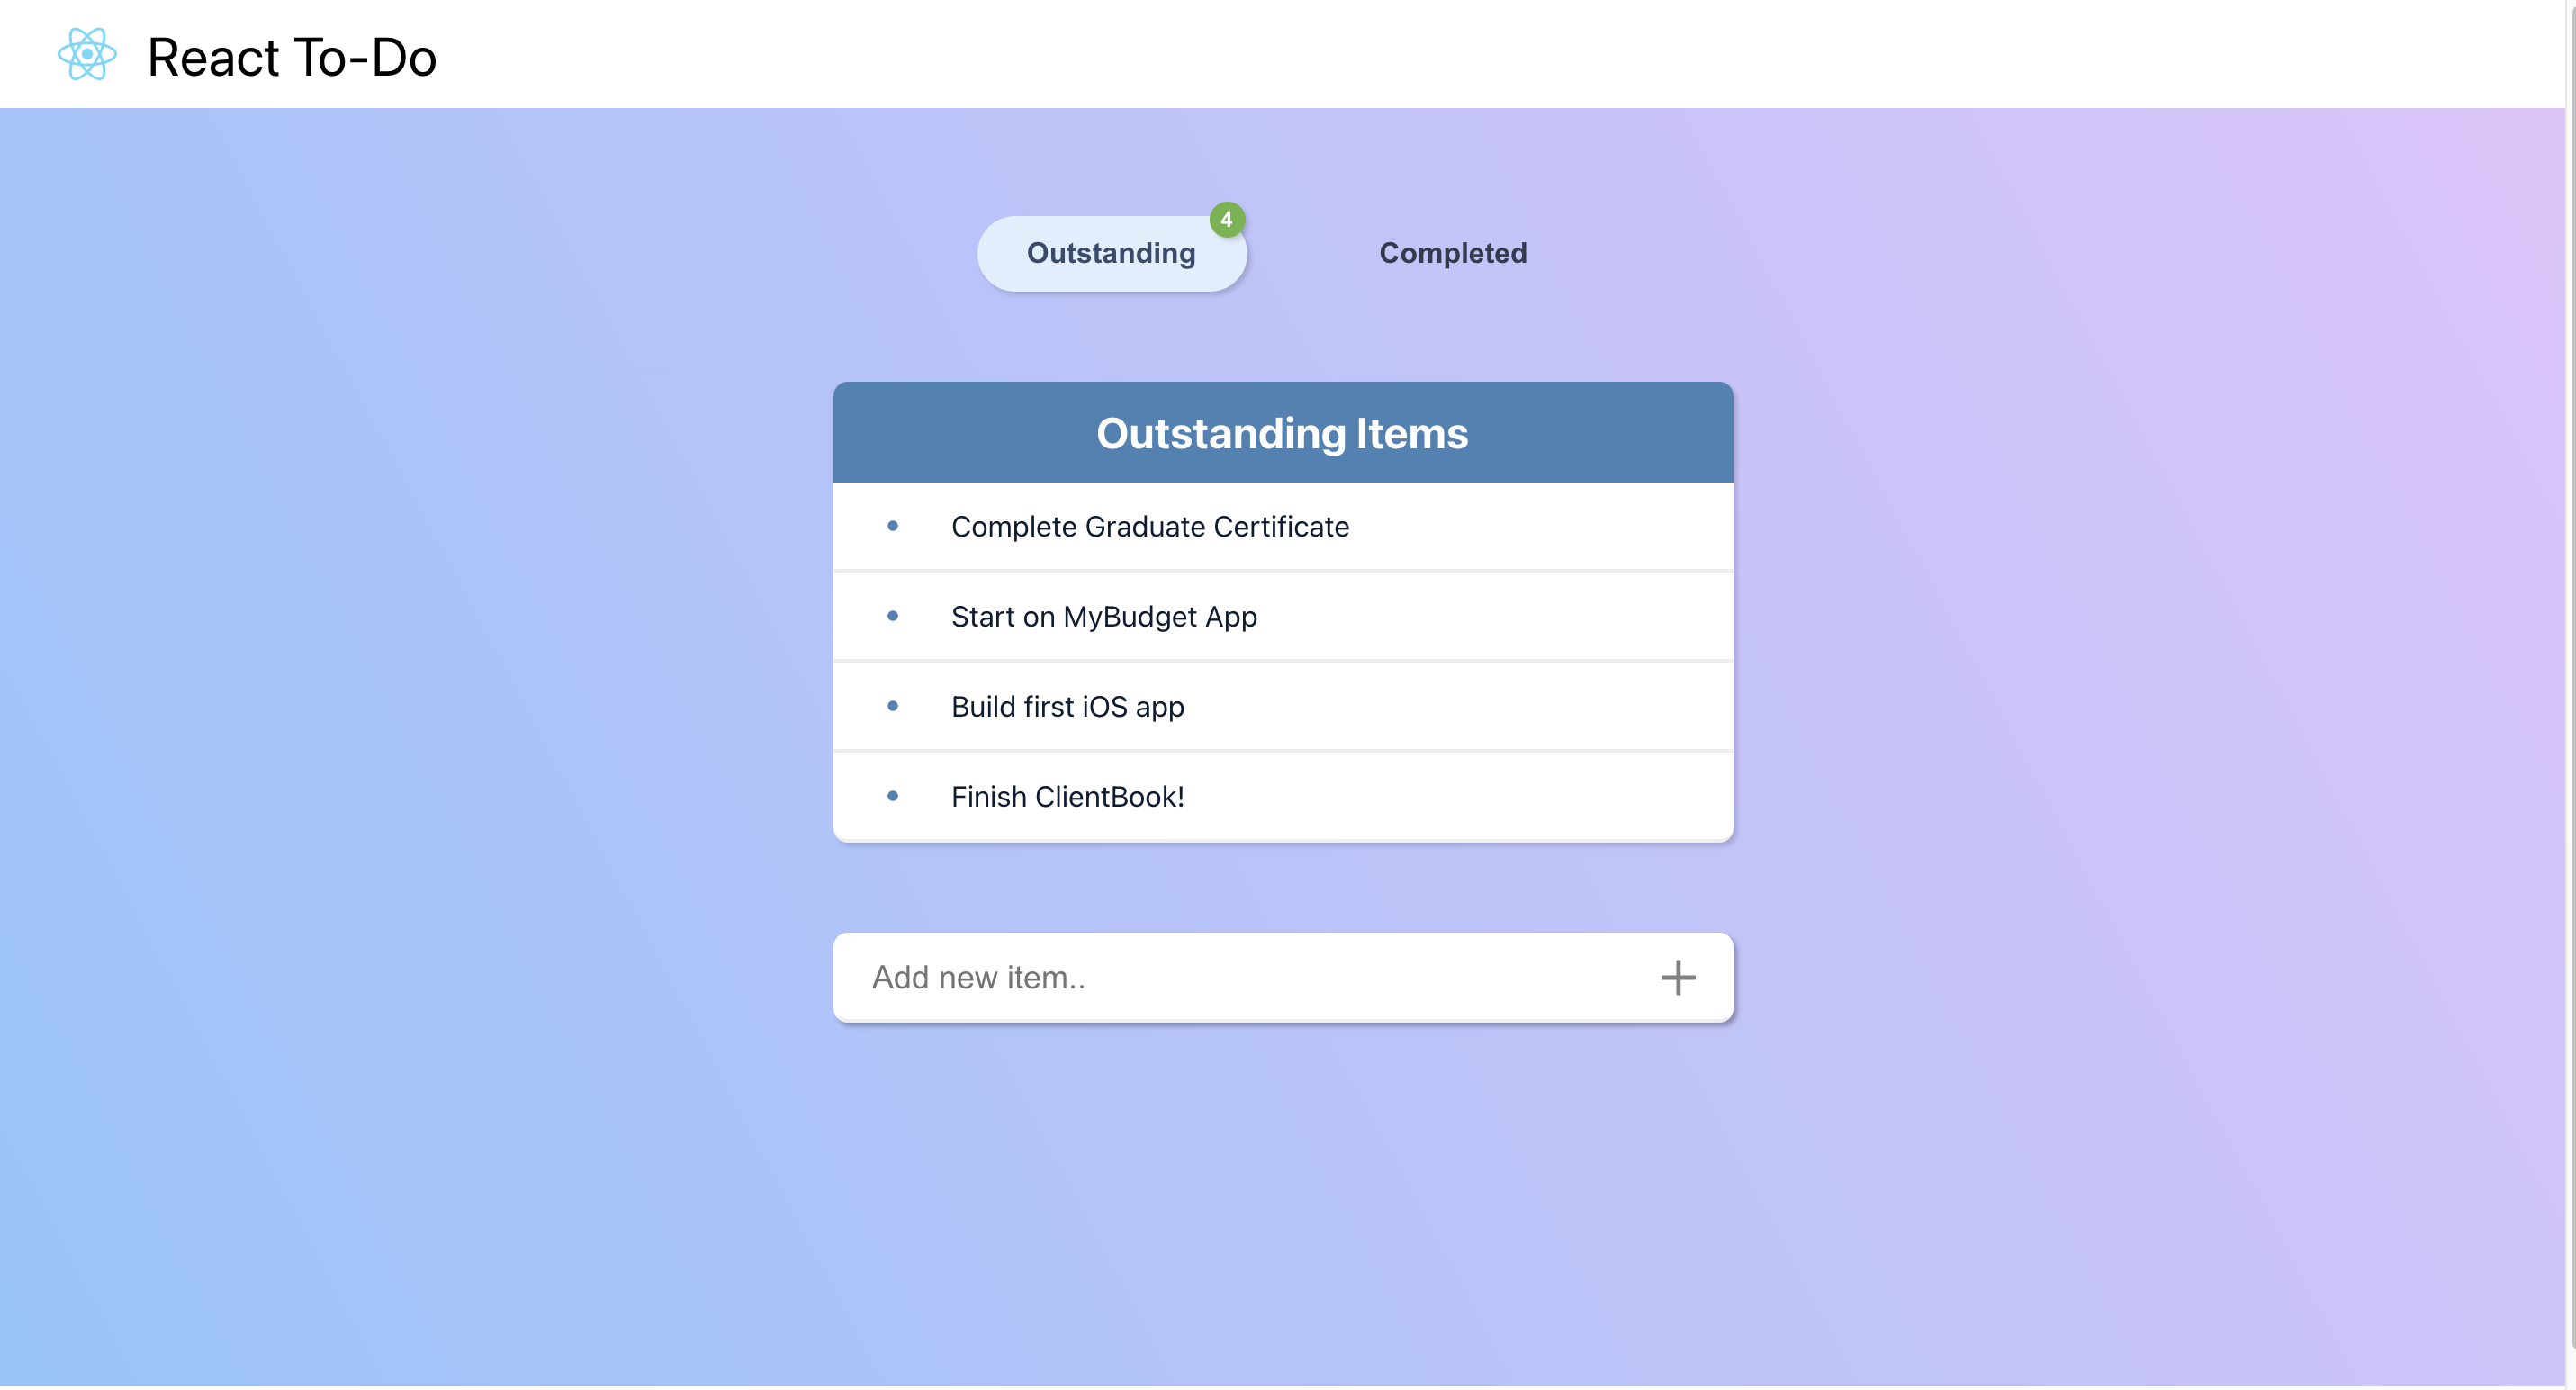 React To-Do
4
Outstanding
Completed
Outstanding Items
Complete Graduate Certificate
Start on MyBudget App
Build first iOS app
Finish ClientBook!
Add new item..